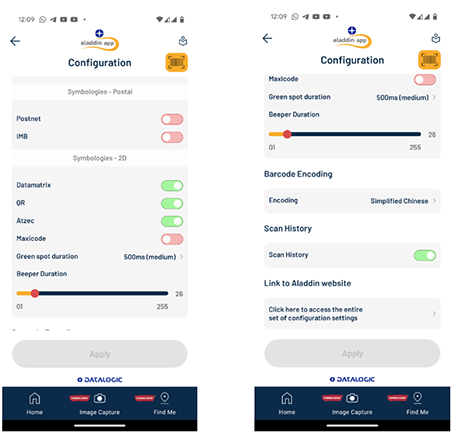 12:09
aladdin app
Configuration
Symbologies - Postal
Postnet
IMB
Symbologies - 2D
Datamatrix
QR
Atzec
Maxicode
Green spot duration 500ms (medium) >
Beeper Duration
26
01 255
Apply
DATALOGIC
Home Image Capture Find Me
12:09
aladdin app
Configuration
Maxicode
Green spot duration 500ms (medium) >
Beeper Duration
26
01 255
Barcode Encoding
Encoding Simplified Chinese >
Scan History
Scan History
Link to Aladdin website
Click here to access the entire
set of configuration settings >
Apply
DATALOGIC
Home Image Capture Find Me